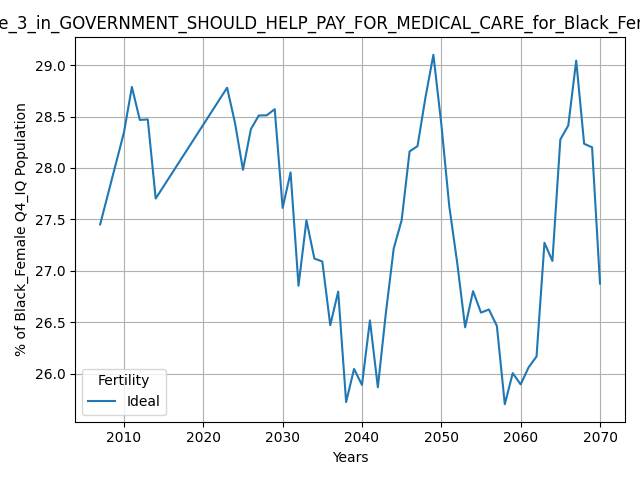 e_3_in_GOVERNMENT_SHOULD_HELP_PAY_FOR_MEDICAL_CARE_for_Black_Fe
% of Black_Female Q4_IQ Population
29.0
28.5
28.0
27.5
27.0
26.5
26.0
Fertility
Ideal
2010 2020 2030 2040 2050 2060 2070
Years